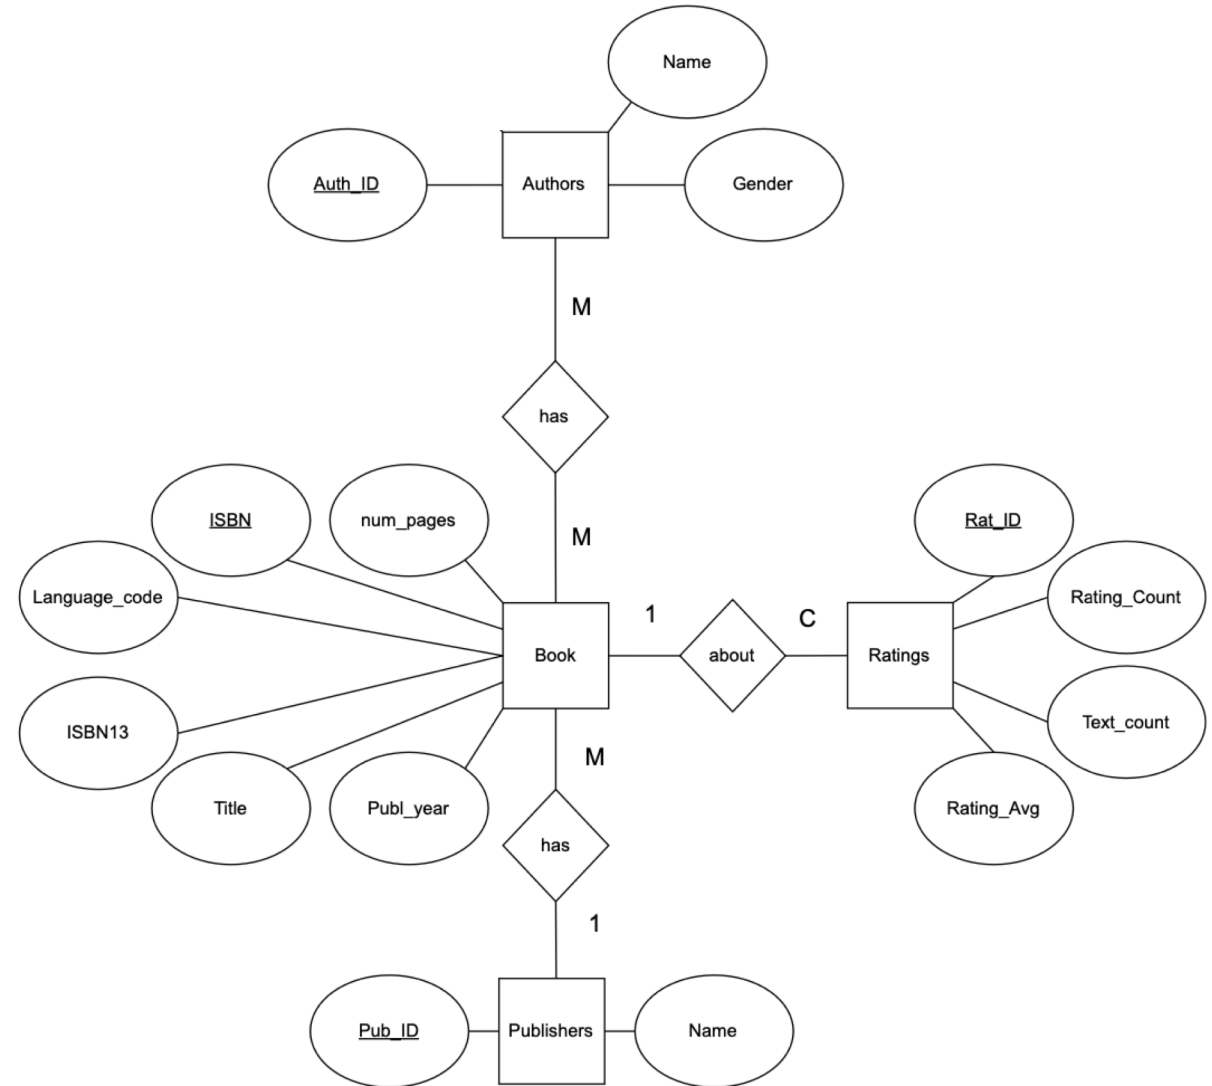 Name
Auth_ID
Authors
Gender
M
has
M
ISBN
num_pages
Rat_ID
Language_code
Rating_Count
1
C
Book
about
Ratings
ISBN13
Text_count
M
Title
Publ_year
Rating_Avg
has
1
Pub_ID
Publishers
Name